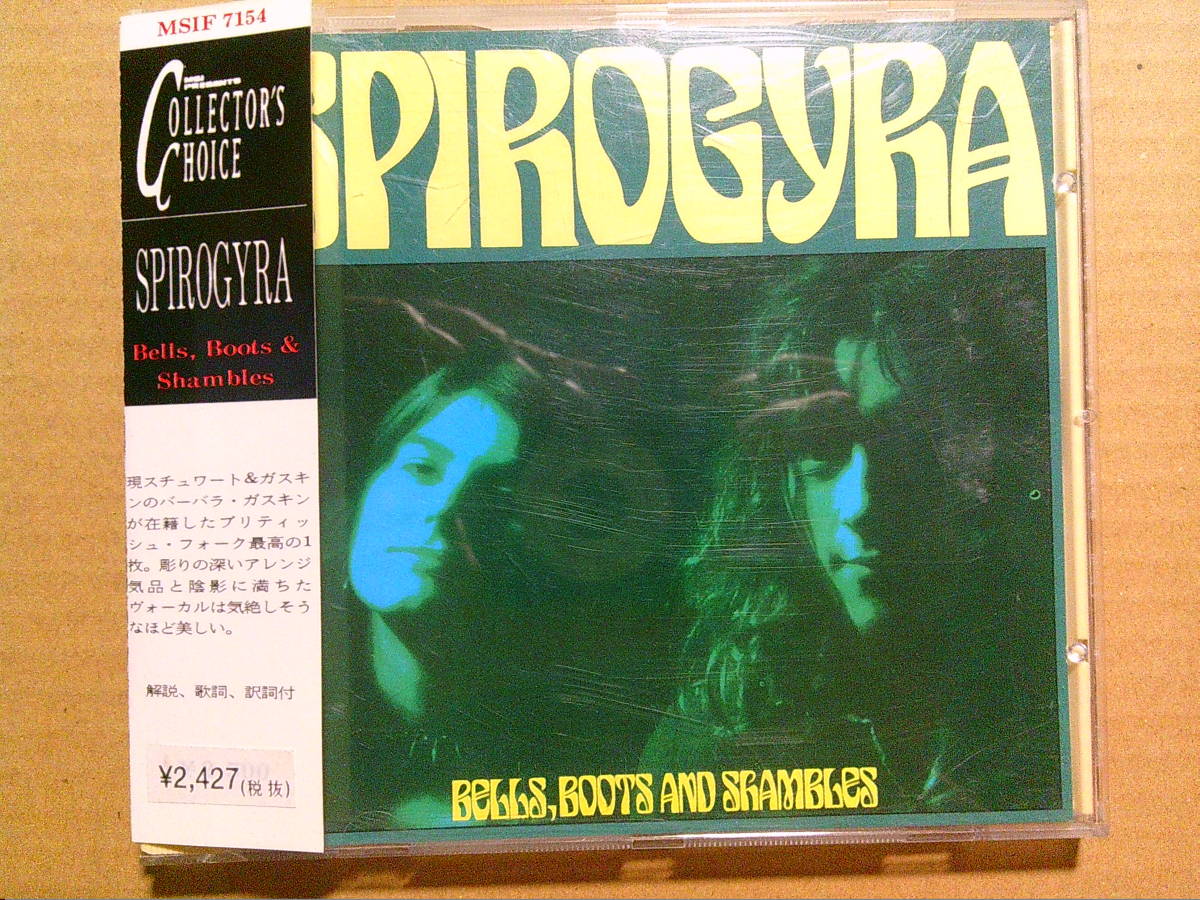 MSIF 7154
MSI PRESENTS
COLLECTOR'S
CHOICE
SPIROGYRA
Bells, Boots &
Shambles
現スチュワート&ガスキ
ンのバーバラ・ガスキン
が在籍したブリティッ
シュ・フォーク最高の1
枚。彫りの深いアレンジ
気品と陰影に満ちた
ヴォーカルは気絶しそう
なほど美しい。
解説、歌詞、訳詞付
¥2,427(税抜)
SPIROGYRA
BELLS, BOOTS AND SHAMBLES